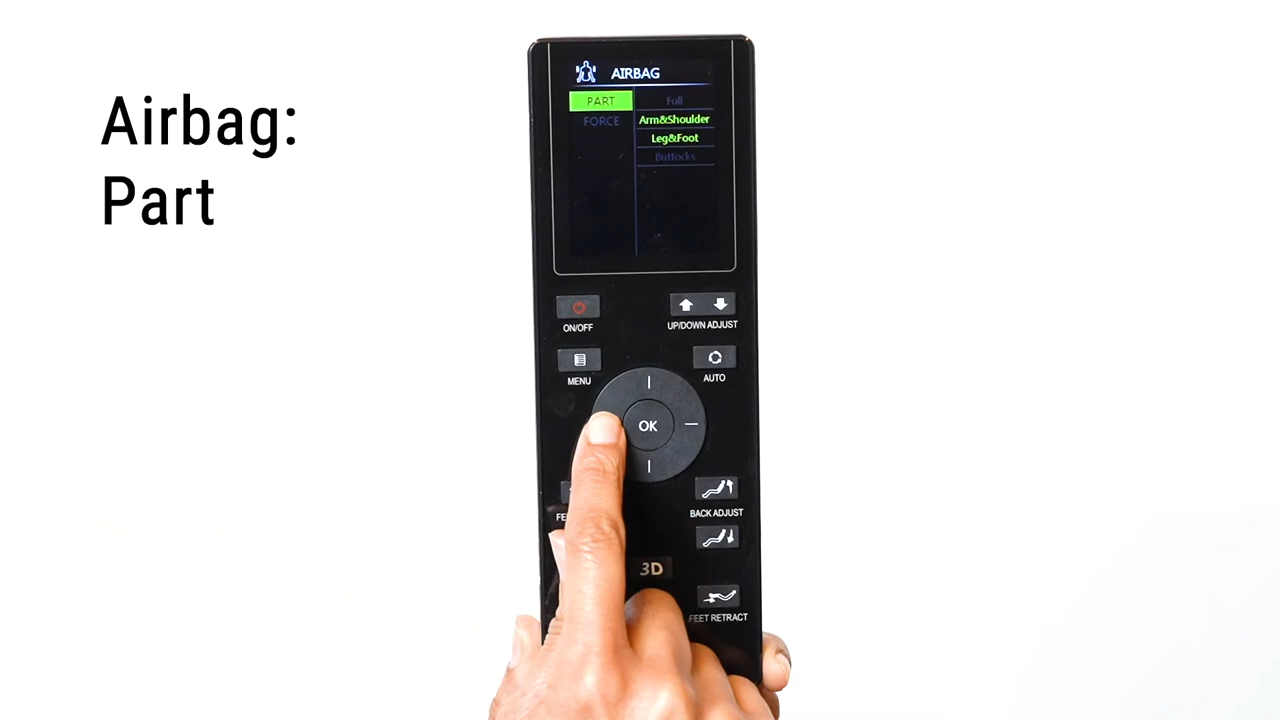 Airbag:
Part
AIRBAG
PART
FORCE
Full
Arm&Shoulder
Leg&Foot
Buttocks
ON/OFF
UP/DOWN ADJUST
MENU
AUTO
OK
BACK ADJUST
3D
FEET RETRACT